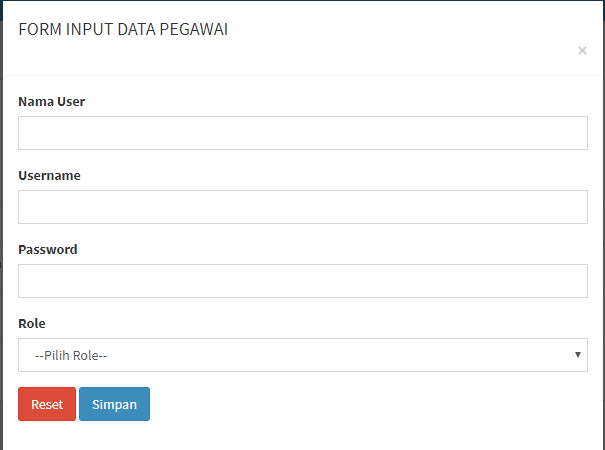 FORM INPUT DATA PEGAWAI
×
Nama User
Username
Password
Role
--Pilih Role--
Reset Simpan